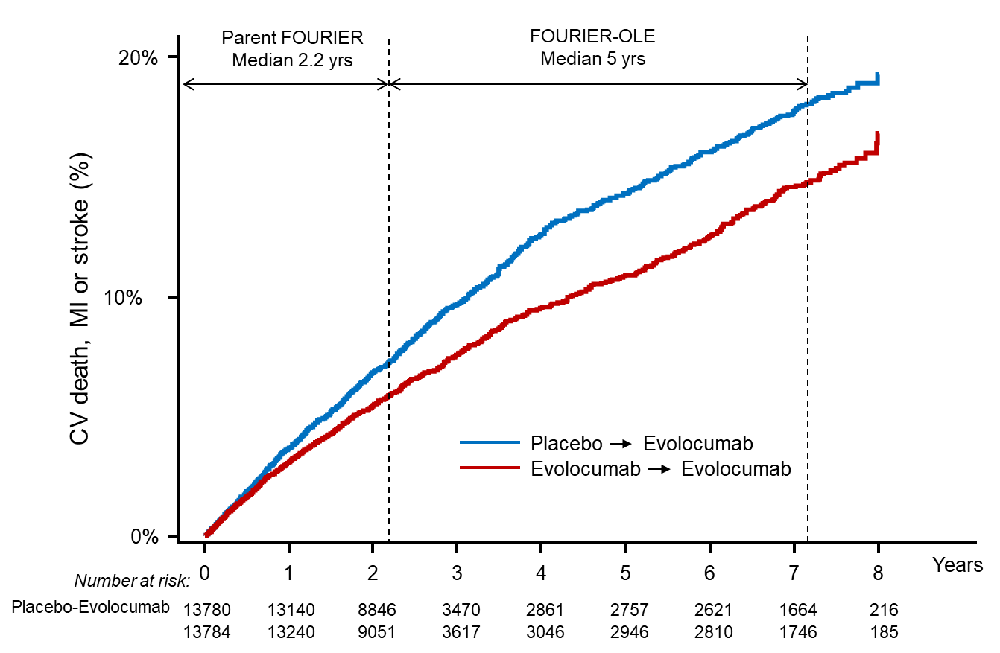 Parent FOURIER
Median 2.2 yrs
FOURIER-OLE
Median 5 yrs
20%
10%
0%
CV death, MI or stroke (%)
Placebo → Evolocumab
Evolocumab → Evolocumab
0 1 2 3 4 5 6 7 8 Years
Number at risk:
Placebo-Evolocumab 13780 13140 8846 3470 2861 2757 2621 1664 216
13784 13240 9051 3617 3046 2946 2810 1746 185